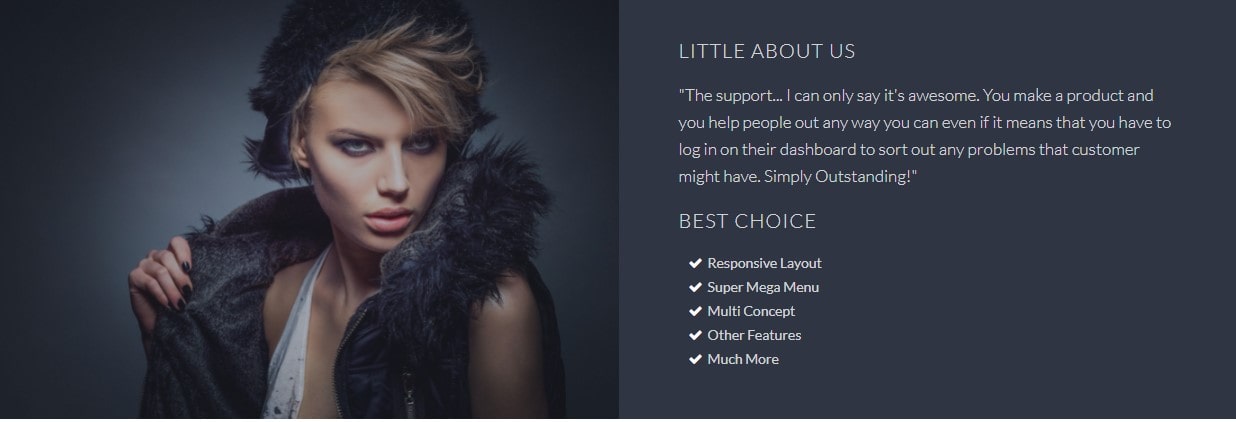 LITTLE ABOUT US
"The support... I can only say it's awesome. You make a product and
you help people out any way you can even if it means that you have to
log in on their dashboard to sort out any problems that customer
might have. Simply Outstanding!"
BEST CHOICE
Responsive Layout
Super Mega Menu
Multi Concept
Other Features
Much More